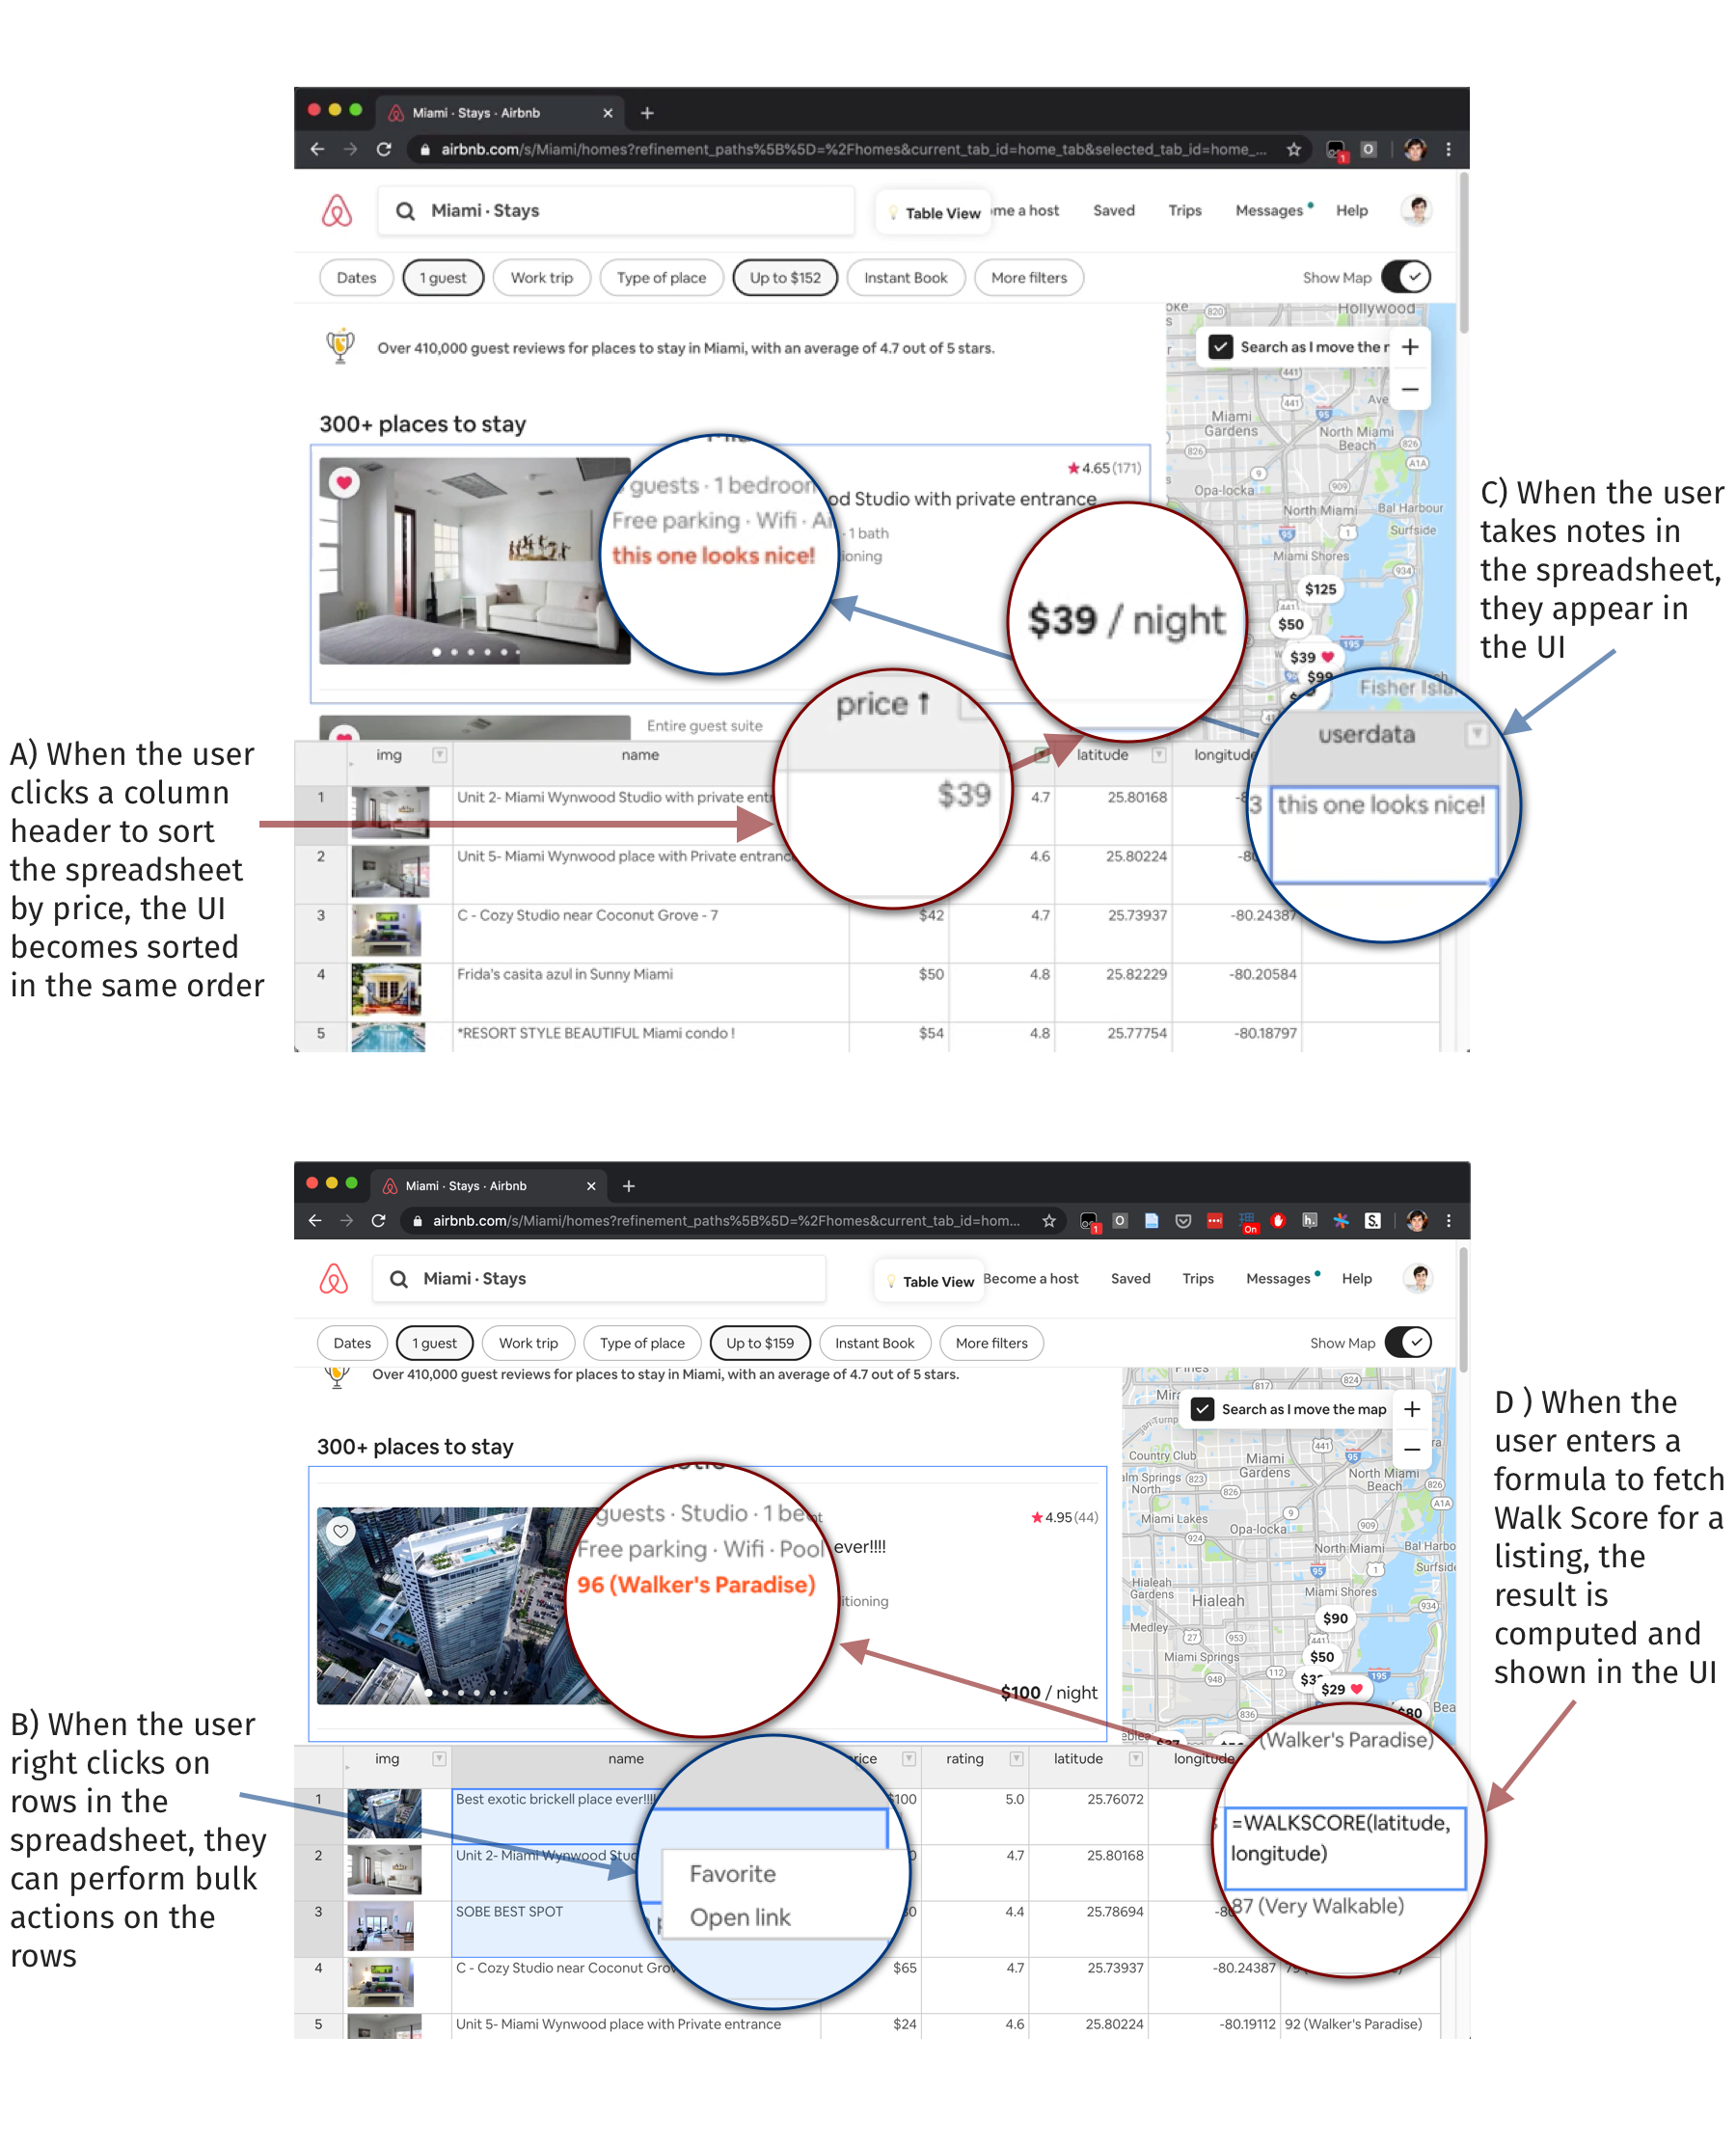 Miami · Stays · Airbnb
airbnb.com/s/Miami/homes?refinement_paths%5B%5D=%2Fhomes&current_tab_id=home_tab&selected_tab_id=home_...
Miami · Stays
Table View
me a host
Saved
Trips
Messages
Help
Dates
1 guest
Work trip
Type of place
Up to $152
Instant Book
More filters
Show Map
Over 410,000 guest reviews for places to stay in Miami, with an average of 4.7 out of 5 stars.
300+ places to stay
guests · 1 bedroom
Free parking · Wifi · Ai
this one looks nice!
4.65 (171)
od Studio with private entrance
· 1 bath
$39 / night
Entire guest suite
Search as I move the
Hollywood
Miami Gardens
North Miami Beach
Opa-locka
North Miami
Bal Harbour
Surfside
Miami Shores
$125
$50
$39
$99
Fisher Isla
C) When the user
takes notes in
the spreadsheet,
they appear in
the UI
A) When the user
clicks a column
header to sort
the spreadsheet
by price, the UI
becomes sorted
in the same order
img
name
price ↑
latitude
longitude
userdata
1
Unit 2- Miami Wynwood Studio with private ent
$39
4.7
25.80168
this one looks nice!
2
Unit 5- Miami Wynwood place with Private entranc
4.6
25.80224
3
C - Cozy Studio near Coconut Grove - 7
$42
4.7
25.73937
-80.24387
4
Frida's casita azul in Sunny Miami
$50
4.8
25.82229
-80.20584
5
*RESORT STYLE BEAUTIFUL Miami condo !
$54
4.8
25.77754
-80.18797
Miami · Stays · Airbnb
airbnb.com/s/Miami/homes?refinement_paths%5B%5D=%2Fhomes&current_tab_id=hom...
On
Miami · Stays
Table View
Become a host
Saved
Trips
Messages
Help
Dates
1 guest
Work trip
Type of place
Up to $159
Instant Book
More filters
Show Map
Over 410,000 guest reviews for places to stay in Miami, with an average of 4.7 out of 5 stars.
300+ places to stay
guests · Studio · 1 be
Free parking · Wifi · Pool
96 (Walker's Paradise)
4.95 (44)
ever!!!!
$100 / night
Search as I move the map
Country Club
Miami Gardens
North Miami Beach
Miami Lakes
Opa-locka
North Miami
Hialeah Gardens
Hialeah
Miami Shores
Medley
Miami Springs
$90
$50
$29
$80
D ) When the
user enters a
formula to fetch
Walk Score for a
listing, the
result is
computed and
shown in the UI
B) When the user
right clicks on
rows in the
spreadsheet, they
can perform bulk
actions on the
rows
img
name
rating
latitude
longitude
(Walker's Paradise)
1
Best exotic brickell place ever!!!!
$100
5.0
25.76072
=WALKSCORE(latitude,
longitude)
Favorite
Open link
2
Unit 2- Miami Wynwood Stud
4.7
25.80168
87 (Very Walkable)
3
SOBE BEST SPOT
4.4
25.78694
4
C - Cozy Studio near Coconut Grov
$65
4.7
25.73937
-80.24387
5
Unit 5- Miami Wynwood place with Private entrance
$24
4.6
25.80224
-80.19112
92 (Walker's Paradise)